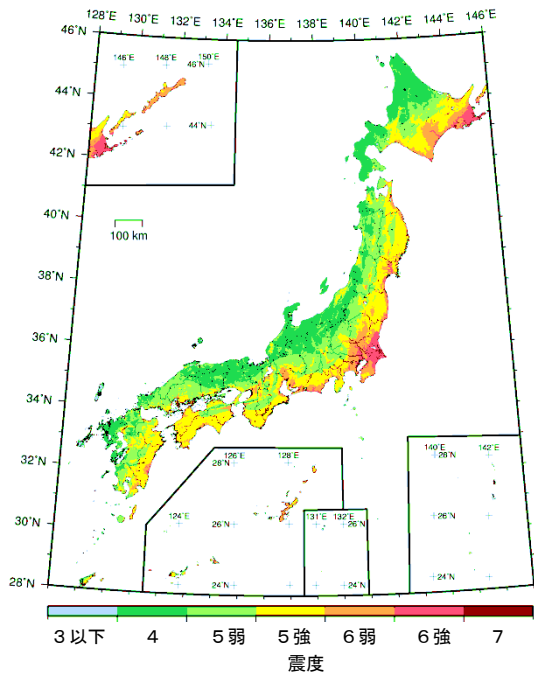 128°E 130°E 132°E 134°E 136°E 138°E 140°E 142°E 144°E 146°E
46°N
146°E 148°E 150°E
46°N
44°N
44°N
42°N
40°N
100 km
38°N
36°N
34°N
32°N
126°E 128°E
28°N
140°E 142°E
28°N
30°N
124°E
26°N
131°E 132°E
26°N
26°N
28°N
24°N
24°N
24°N
3以下 4 5弱 5強 6弱 6強 7
震度